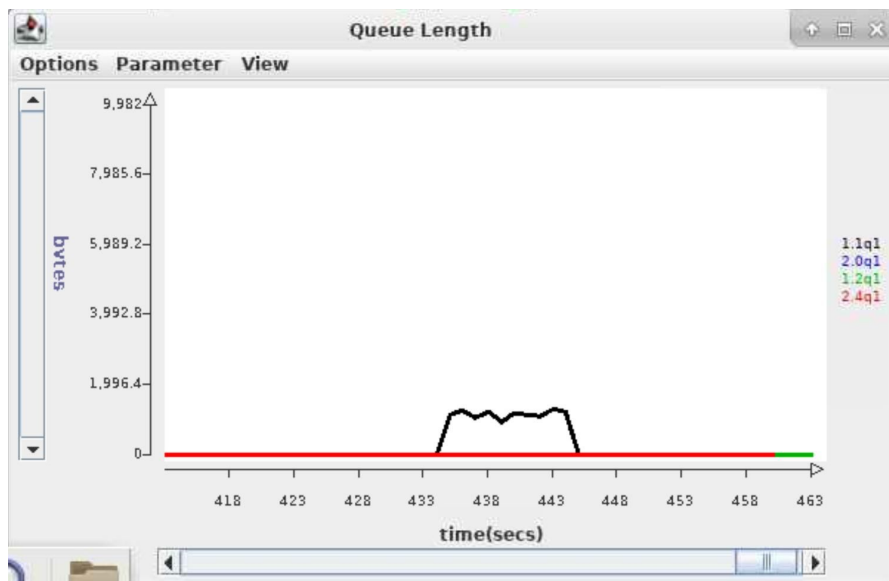 Queue Length
Options Parameter View
9,982
7,985.6
5,989.2
3,992.8
1,996.4
0
bytes
1.1q1
2.0q1
1.2q1
2.4q1
418 423 428 433 438 443 448 453 458 463
time(secs)